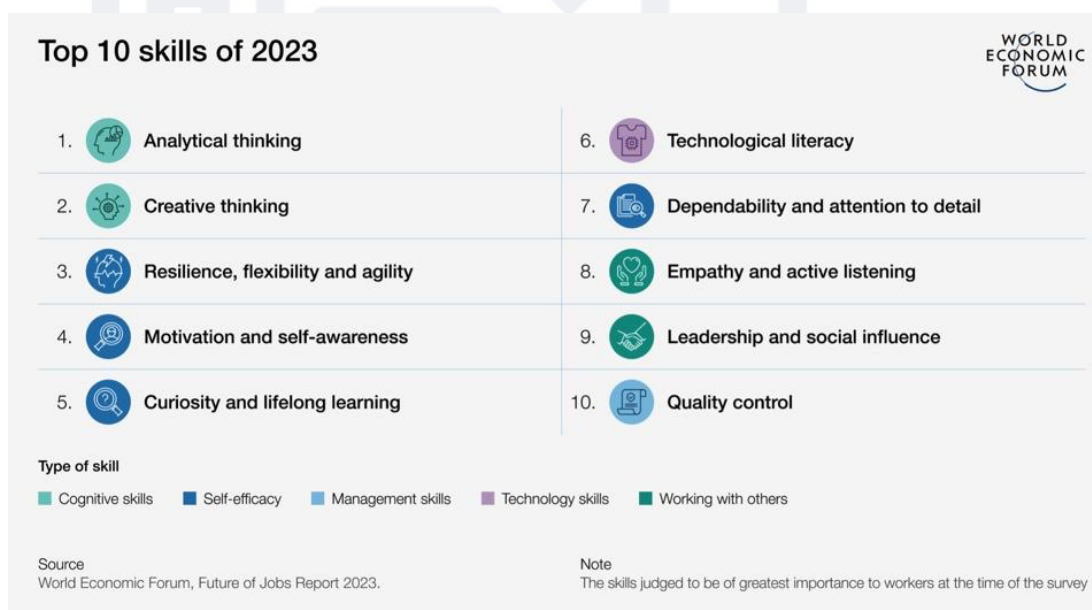 Top 10 skills of 2023
WORLD
ECONOMIC
FORUM
1. Analytical thinking
2. Creative thinking
3. Resilience, flexibility and agility
4. Motivation and self-awareness
5. Curiosity and lifelong learning
6. Technological literacy
7. Dependability and attention to detail
8. Empathy and active listening
9. Leadership and social influence
10. Quality control
Type of skill
Cognitive skills Self-efficacy Management skills Technology skills Working with others
Source
World Economic Forum, Future of Jobs Report 2023.
Note
The skills judged to be of greatest importance to workers at the time of the survey